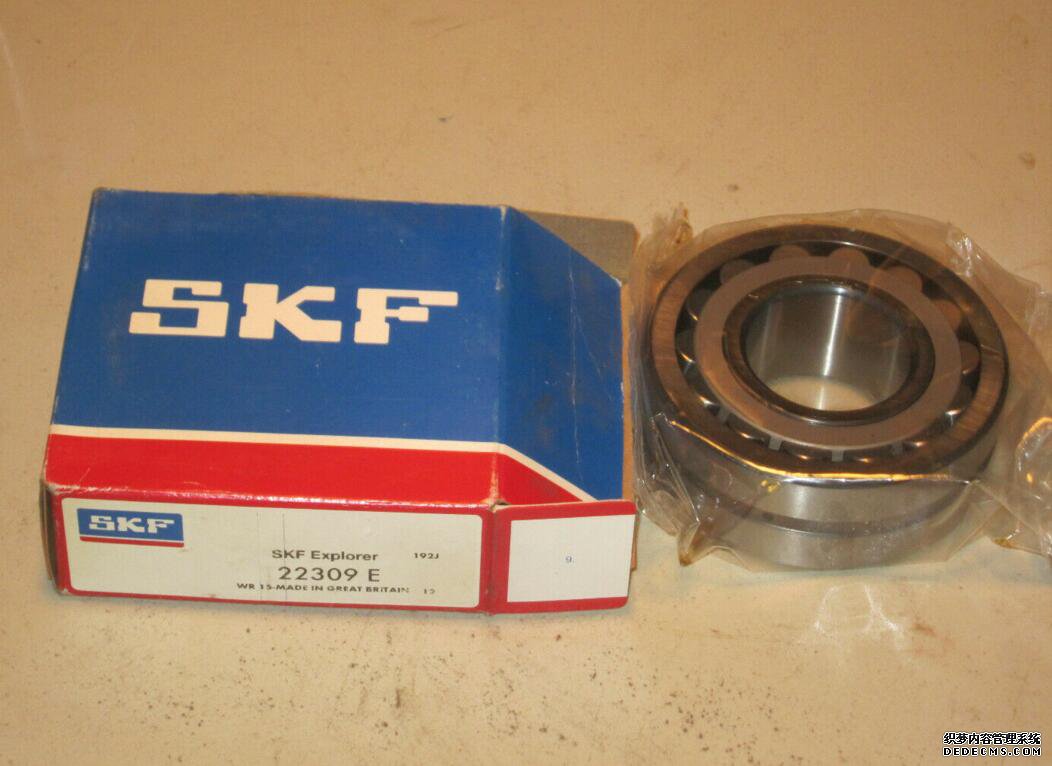 SKF
SKF
SKF Explorer 192J
22309 E
WR 15-MADE IN GREAT BRITAIN 12
9.
织梦内容管理系统
DEDECMS.COM